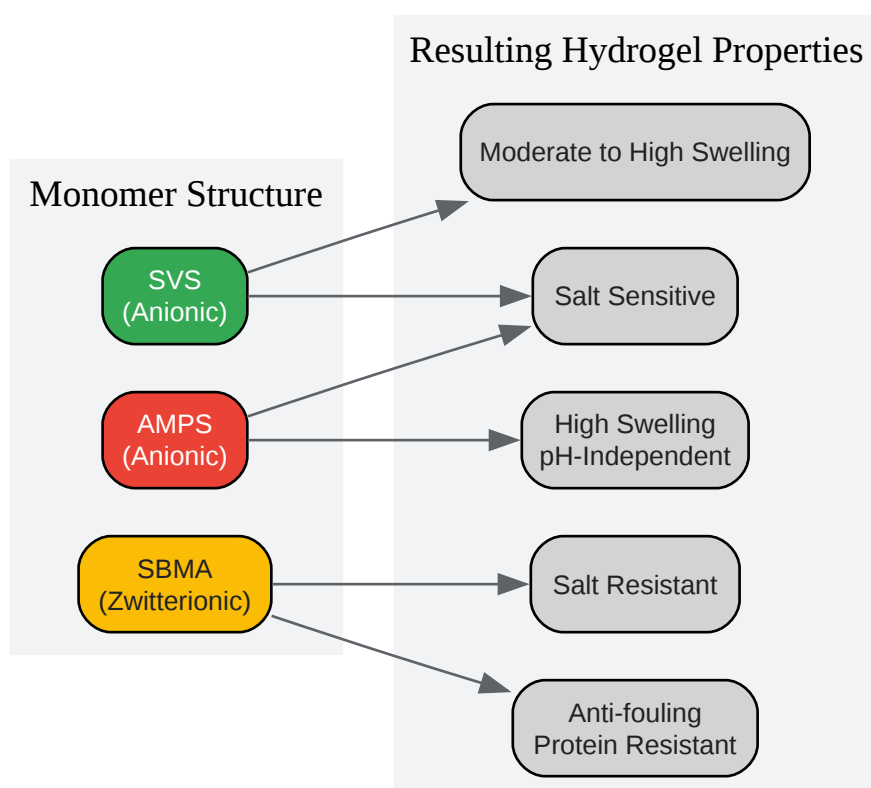 Resulting Hydrogel Properties
Moderate to High Swelling
Monomer Structure
SVS
(Anionic)
Salt Sensitive
AMPS
(Anionic)
High Swelling
pH-Independent
SBMA
(Zwitterionic)
Salt Resistant
Anti-fouling
Protein Resistant